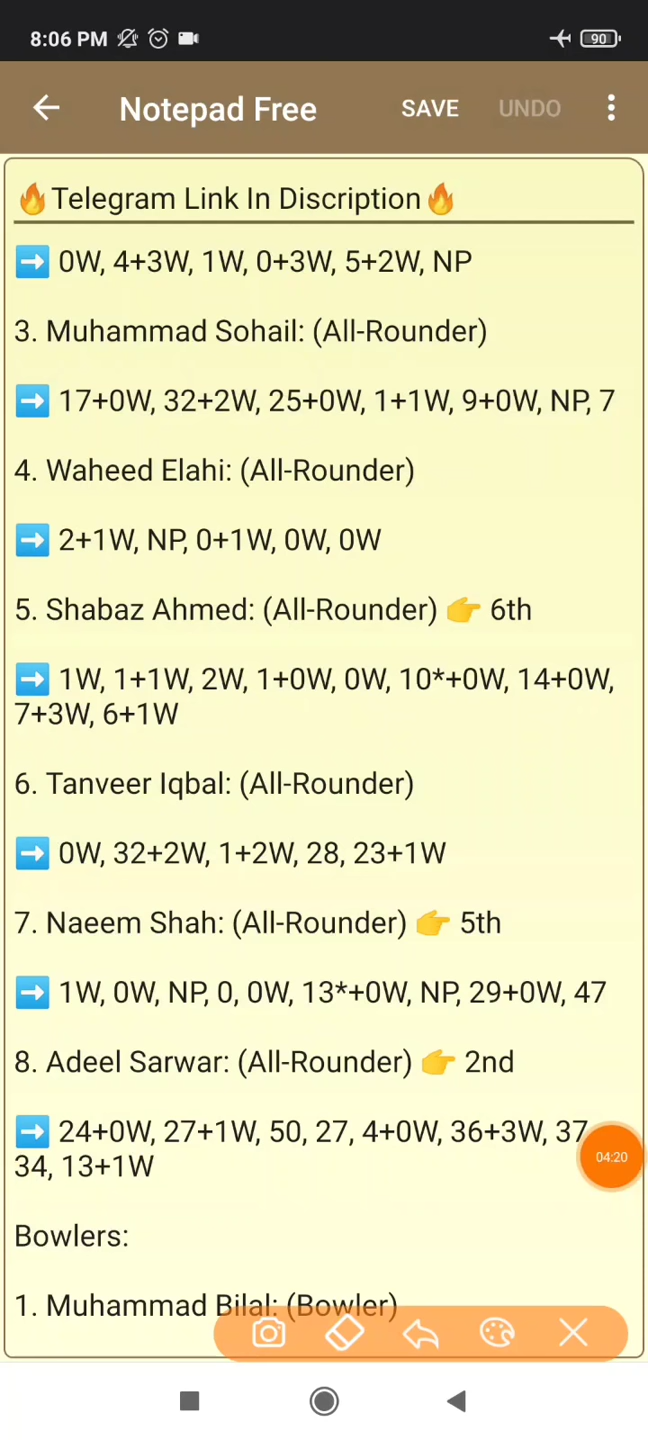 8:06 PM 90
Notepad Free SAVE UNDO
🔥Telegram Link In Discription🔥
➡️ 0W, 4+3W, 1W, 0+3W, 5+2W, NP
3. Muhammad Sohail: (All-Rounder)
➡️ 17+0W, 32+2W, 25+0W, 1+1W, 9+0W, NP, 7
4. Waheed Elahi: (All-Rounder)
➡️ 2+1W, NP, 0+1W, 0W, 0W
5. Shabaz Ahmed: (All-Rounder) 👉 6th
➡️ 1W, 1+1W, 2W, 1+0W, 0W, 10*+0W, 14+0W,
7+3W, 6+1W
6. Tanveer Iqbal: (All-Rounder)
➡️ 0W, 32+2W, 1+2W, 28, 23+1W
7. Naeem Shah: (All-Rounder) 👉 5th
➡️ 1W, 0W, NP, 0, 0W, 13*+0W, NP, 29+0W, 47
8. Adeel Sarwar: (All-Rounder) 👉 2nd
➡️ 24+0W, 27+1W, 50, 27, 4+0W, 36+3W, 37
34, 13+1W
04:20
Bowlers:
1. Muhammad Bilal: (Bowler)